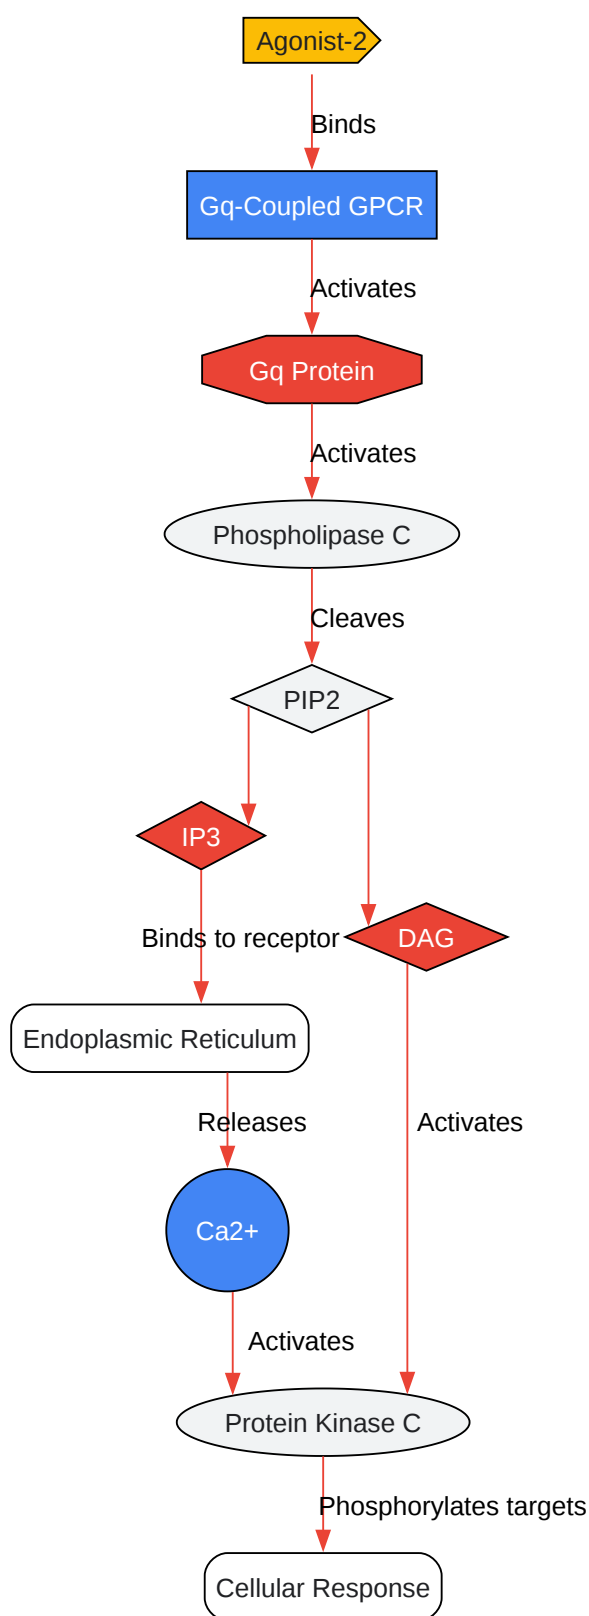 Agonist-2
Binds
Gq-Coupled GPCR
Activates
Gq Protein
Activates
Phospholipase C
Cleaves
PIP2
IP3
Binds to receptor
DAG
Endoplasmic Reticulum
Releases
Activates
Ca2+
Activates
Protein Kinase C
Phosphorylates targets
Cellular Response